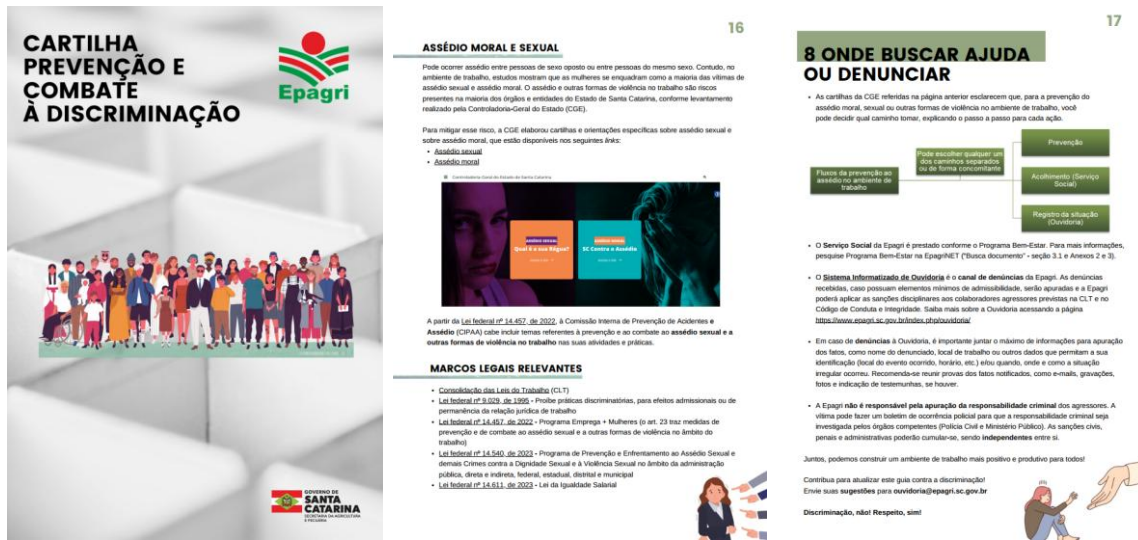 CARTILHA
PREVENÇÃO E
COMBATE
À DISCRIMINAÇÃO
Epagri
GOVERNO DE
SANTA
CATARINA
SECRETARIA DA AGRICULTURA
E PECUÁRIA
16
ASSÉDIO MORAL E SEXUAL
Pode ocorrer assédio entre pessoas de sexo oposto ou entre pessoas do mesmo sexo. Contudo, no
ambiente de trabalho, estudos mostram que as mulheres se enquadram como a maioria das vítimas de
assédio sexual e assédio moral. O assédio e outras formas de violência no trabalho são riscos
presentes na maioria dos órgãos e entidades do Estado de Santa Catarina, conforme levantamento
realizado pela Controladoria-Geral do Estado (CGE).
Para mitigar esse risco, a CGE elaborou cartilhas e orientações específicas sobre assédio sexual e
sobre assédio moral, que estão disponíveis nos seguintes links:
• Assédio sexual
• Assédio moral
Controladoria-Geral do Estado de Santa Catarina
ASSÉDIO SEXUAL
Qual é a sua Régua?
ASSÉDIO MORAL
SC Contra o Assédio
A partir da Lei federal nº 14.457, de 2022, à Comissão Interna de Prevenção de Acidentes e
Assédio (CIPAA) cabe incluir temas referentes à prevenção e ao combate ao assédio sexual e a
outras formas de violência no trabalho nas suas atividades e práticas.
MARCOS LEGAIS RELEVANTES
• Consolidação das Leis do Trabalho (CLT)
• Lei federal nº 9.029, de 1995 - Proíbe práticas discriminatórias, para efeitos admissionais ou de
permanência da relação jurídica de trabalho
• Lei federal nº 14.457, de 2022 - Programa Emprega + Mulheres (o art. 23 traz medidas de
prevenção e de combate ao assédio sexual e a outras formas de violência no âmbito do
trabalho)
• Lei federal nº 14.540, de 2023 - Programa de Prevenção e Enfrentamento ao Assédio Sexual e
demais Crimes contra a Dignidade Sexual e à Violência Sexual no âmbito da administração
pública, direta e indireta, federal, estadual, distrital e municipal
• Lei federal nº 14.611, de 2023 - Lei da Igualdade Salarial
17
8 ONDE BUSCAR AJUDA
OU DENUNCIAR
• As cartilhas da CGE referidas na página anterior esclarecem que, para a prevenção do
assédio moral, sexual ou outras formas de violência no ambiente de trabalho, você
pode decidir qual caminho tomar, explicando o passo a passo para cada ação.
Fluxos da prevenção ao
assédio no ambiente de
trabalho
Pode escolher qualquer um
dos caminhos separados
ou de forma concomitante
Prevenção
Acolhimento (Serviço
Social)
Registro da situação
(Ouvidoria)
• O Serviço Social da Epagri é prestado conforme o Programa Bem-Estar. Para mais informações,
pesquise Programa Bem-Estar na EpagriNET ("Busca documento" - seção 3.1 e Anexos 2 e 3).
• O Sistema Informatizado de Ouvidoria é o canal de denúncias da Epagri. As denúncias
recebidas, caso possuam elementos mínimos de admissibilidade, serão apuradas e a Epagri
poderá aplicar as sanções disciplinares aos colaboradores agressores previstas na CLT e no
Código de Conduta e Integridade. Saiba mais sobre a Ouvidoria acessando a página
https://www.epagri.sc.gov.br/index.php/ouvidoria/
• Em caso de denúncias à Ouvidoria, é importante juntar o máximo de informações para apuração
dos fatos, como nome do denunciado, local de trabalho ou outros dados que permitam a sua
identificação (local do evento ocorrido, horário, etc.) e/ou quando, onde e como a situação
irregular ocorreu. Recomenda-se reunir provas dos fatos notificados, como e-mails, gravações,
fotos e indicação de testemunhas, se houver.
• A Epagri não é responsável pela apuração da responsabilidade criminal dos agressores. A
vítima pode fazer um boletim de ocorrência policial para que a responsabilidade criminal seja
investigada pelos órgãos competentes (Polícia Civil e Ministério Público). As sanções civis,
penais e administrativas poderão cumular-se, sendo independentes entre si.
Juntos, podemos construir um ambiente de trabalho mais positivo e produtivo para todos!
Contribua para atualizar este guia contra a discriminação!
Envie suas sugestões para ouvidoria@epagri.sc.gov.br
Discriminação, não! Respeito, sim!